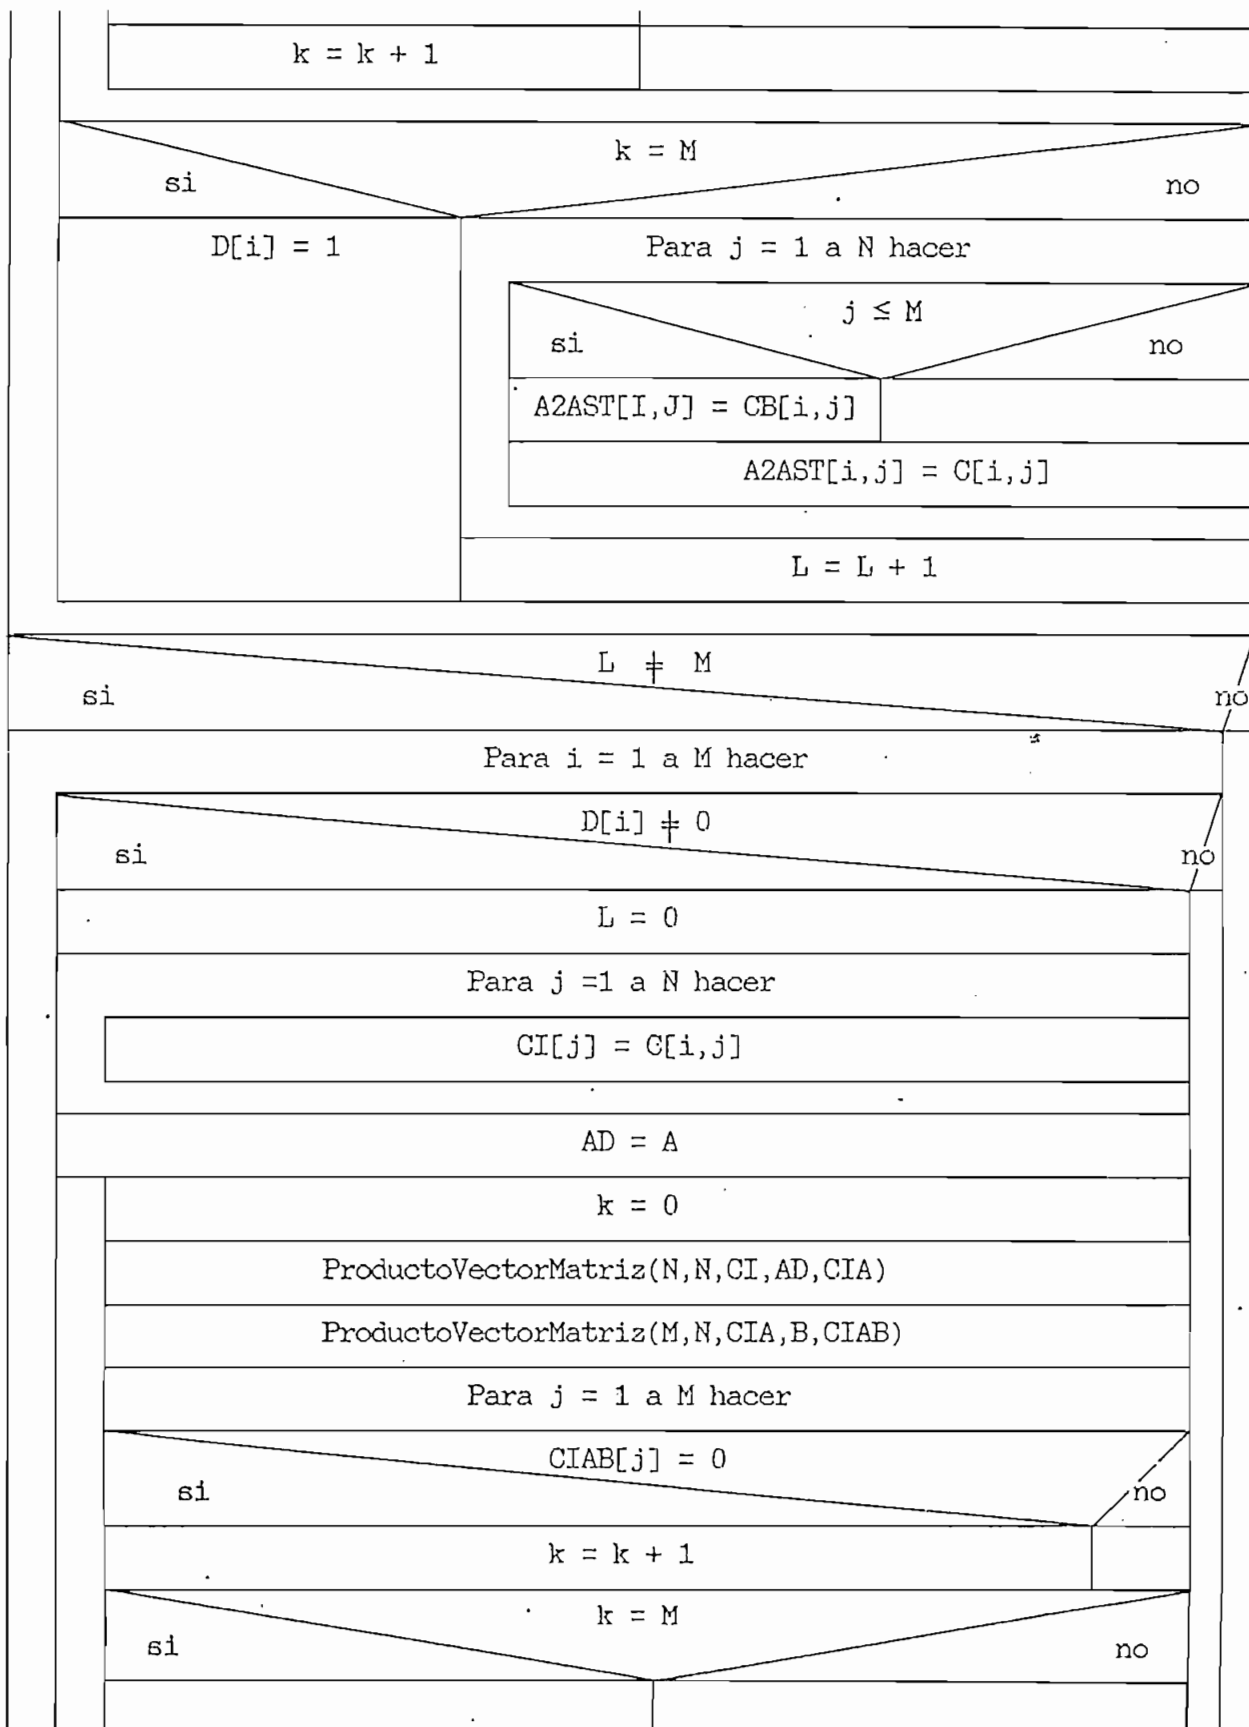 k = k + 1
k = M
si
no
D[i] = 1
Para j = 1 a N hacer
j ≤ M
si
no
A2AST[I,J] = CB[i,j]
A2AST[i,j] = C[i,j]
L = L + 1
L ≠ M
si
no
Para i = 1 a M hacer
D[i] ≠ 0
si
no
L = 0
Para j =1 a N hacer
CI[j] = C[i,j]
AD = A
k = 0
ProductoVectorMatriz(N,N,CI,AD,CIA)
ProductoVectorMatriz(M,N,CIA,B,CIAB)
Para j = 1 a M hacer
CIAB[j] = 0
si
no
k = k + 1
k = M
si
no